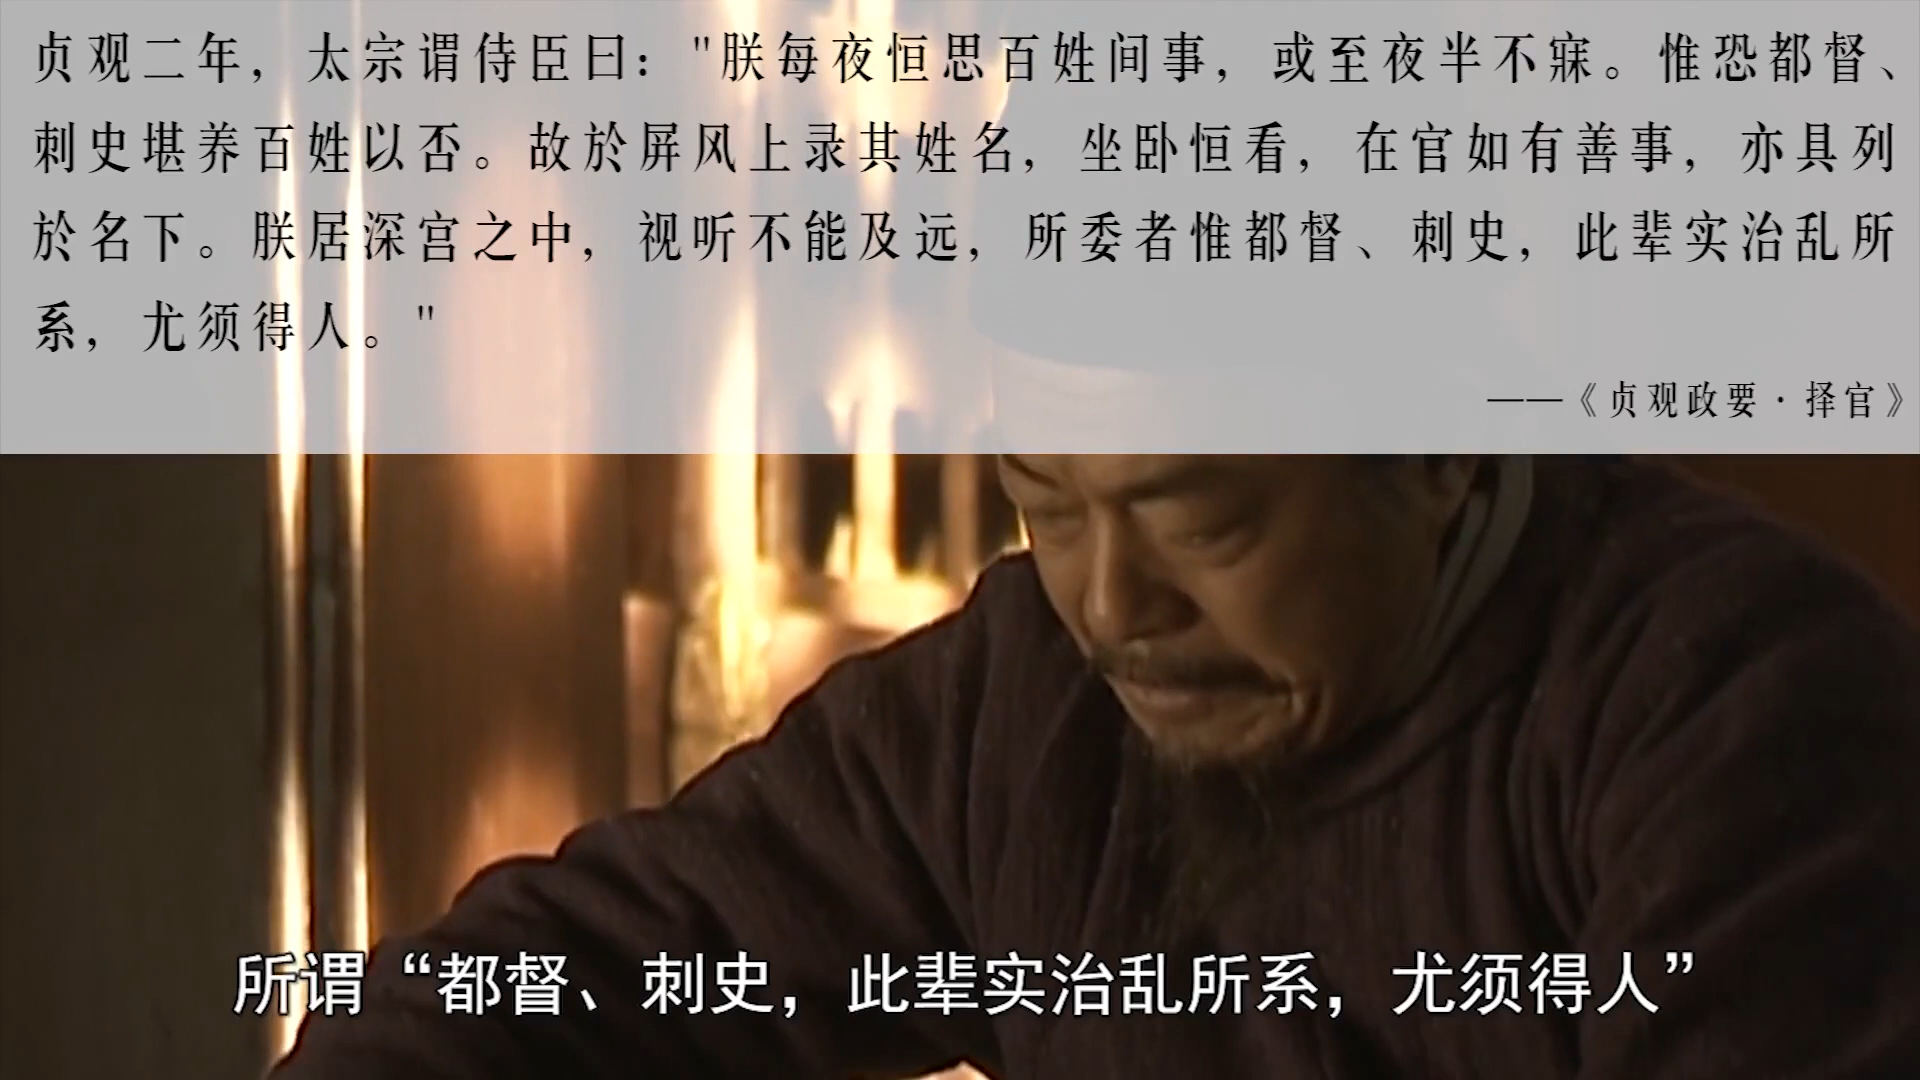 贞观二年，太宗谓侍臣曰："朕每夜恒思百姓间事，或至夜半不寐。惟恐都督、
刺史堪养百姓以否。故於屏风上录其姓名，坐卧恒看，在官如有善事，亦具列
於名下。朕居深宫之中，视听不能及远，所委者惟都督、刺史，此辈实治乱所
系，尤须得人。"
——《贞观政要·择官》
所谓“都督、刺史，此辈实治乱所系，尤须得人”